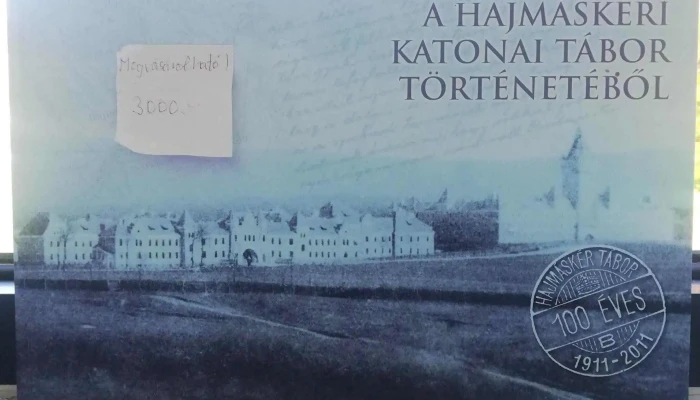 A HAJMÁSKÉRI
KATONAI TÁBOR
TÖRTÉNETÉBŐL
Megvásárolható!
3000.-
HAJMÁSKÉR TÁBOR
100 ÉVES
B
1911-2011